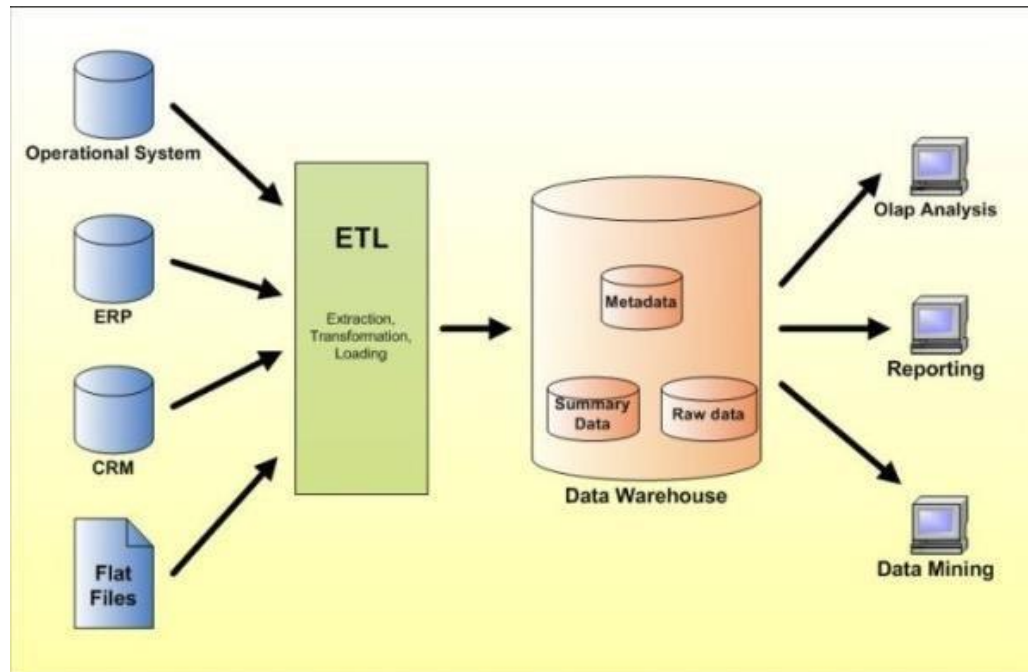 Operational System
ERP
CRM
Flat
Files
ETL
Extraction,
Transformation,
Loading
Metadata
Summary
Data
Raw data
Data Warehouse
Olap Analysis
Reporting
Data Mining